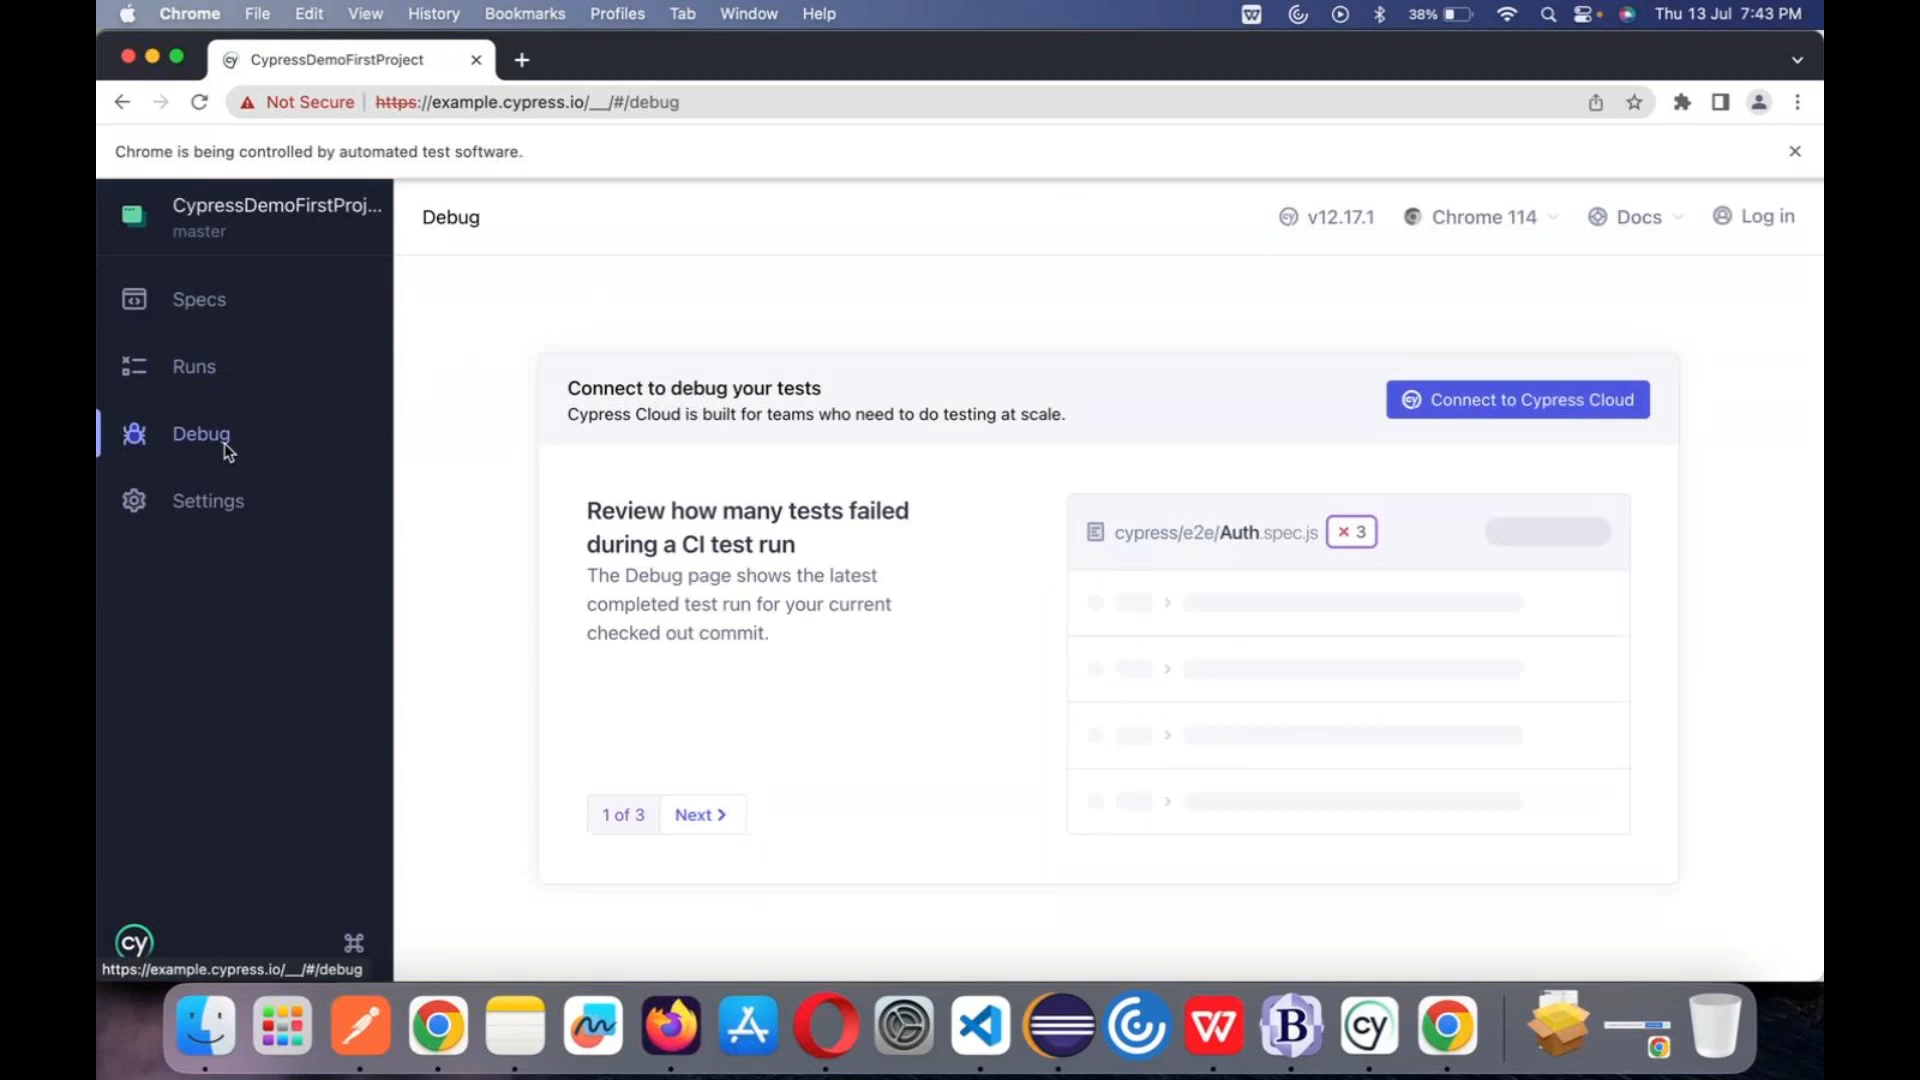 Chrome File Edit View History Bookmarks Profiles Tab Window Help 38% Thu 13 Jul 7:43 PM
CypressDemoFirstProject
Not Secure https://example.cypress.io/__/#/debug
Chrome is being controlled by automated test software.
CypressDemoFirstProj...
master
Specs
Runs
Debug
Settings
cy
https://example.cypress.io/__/#/debug
Debug
v12.17.1 Chrome 114 Docs Log in
Connect to debug your tests
Cypress Cloud is built for teams who need to do testing at scale.
Connect to Cypress Cloud
Review how many tests failed
during a CI test run
The Debug page shows the latest
completed test run for your current
checked out commit.
1 of 3 Next
cypress/e2e/Auth.spec.js 3
W B cy